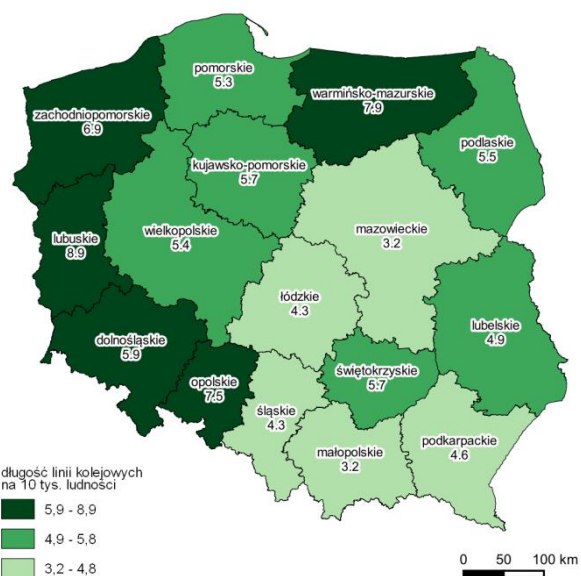 pomorskie
5.3
warmińsko-mazurskie
7.9
zachodniopomorskie
6.9
podlaskie
5.5
kujawsko-pomorskie
5.7
wielkopolskie
5.4
mazowieckie
3.2
lubuskie
8.9
łódzkie
4.3
lubelskie
4.9
dolnośląskie
5.9
opolskie
7.5
świętokrzyskie
5.7
śląskie
4.3
małopolskie
3.2
podkarpackie
4.6
długość linii kolejowych
na 10 tys. ludności
5,9 - 8,9
4,9 - 5,8
3,2 - 4,8
0 50 100 km